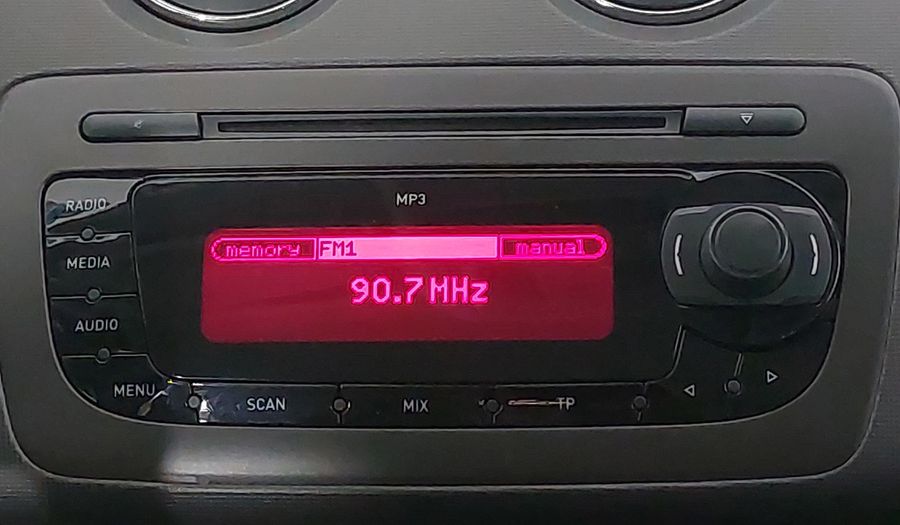 MP3
RADIO
memory FM1 manual
MEDIA
90.7 MHz
AUDIO
MENU SCAN MIX TP